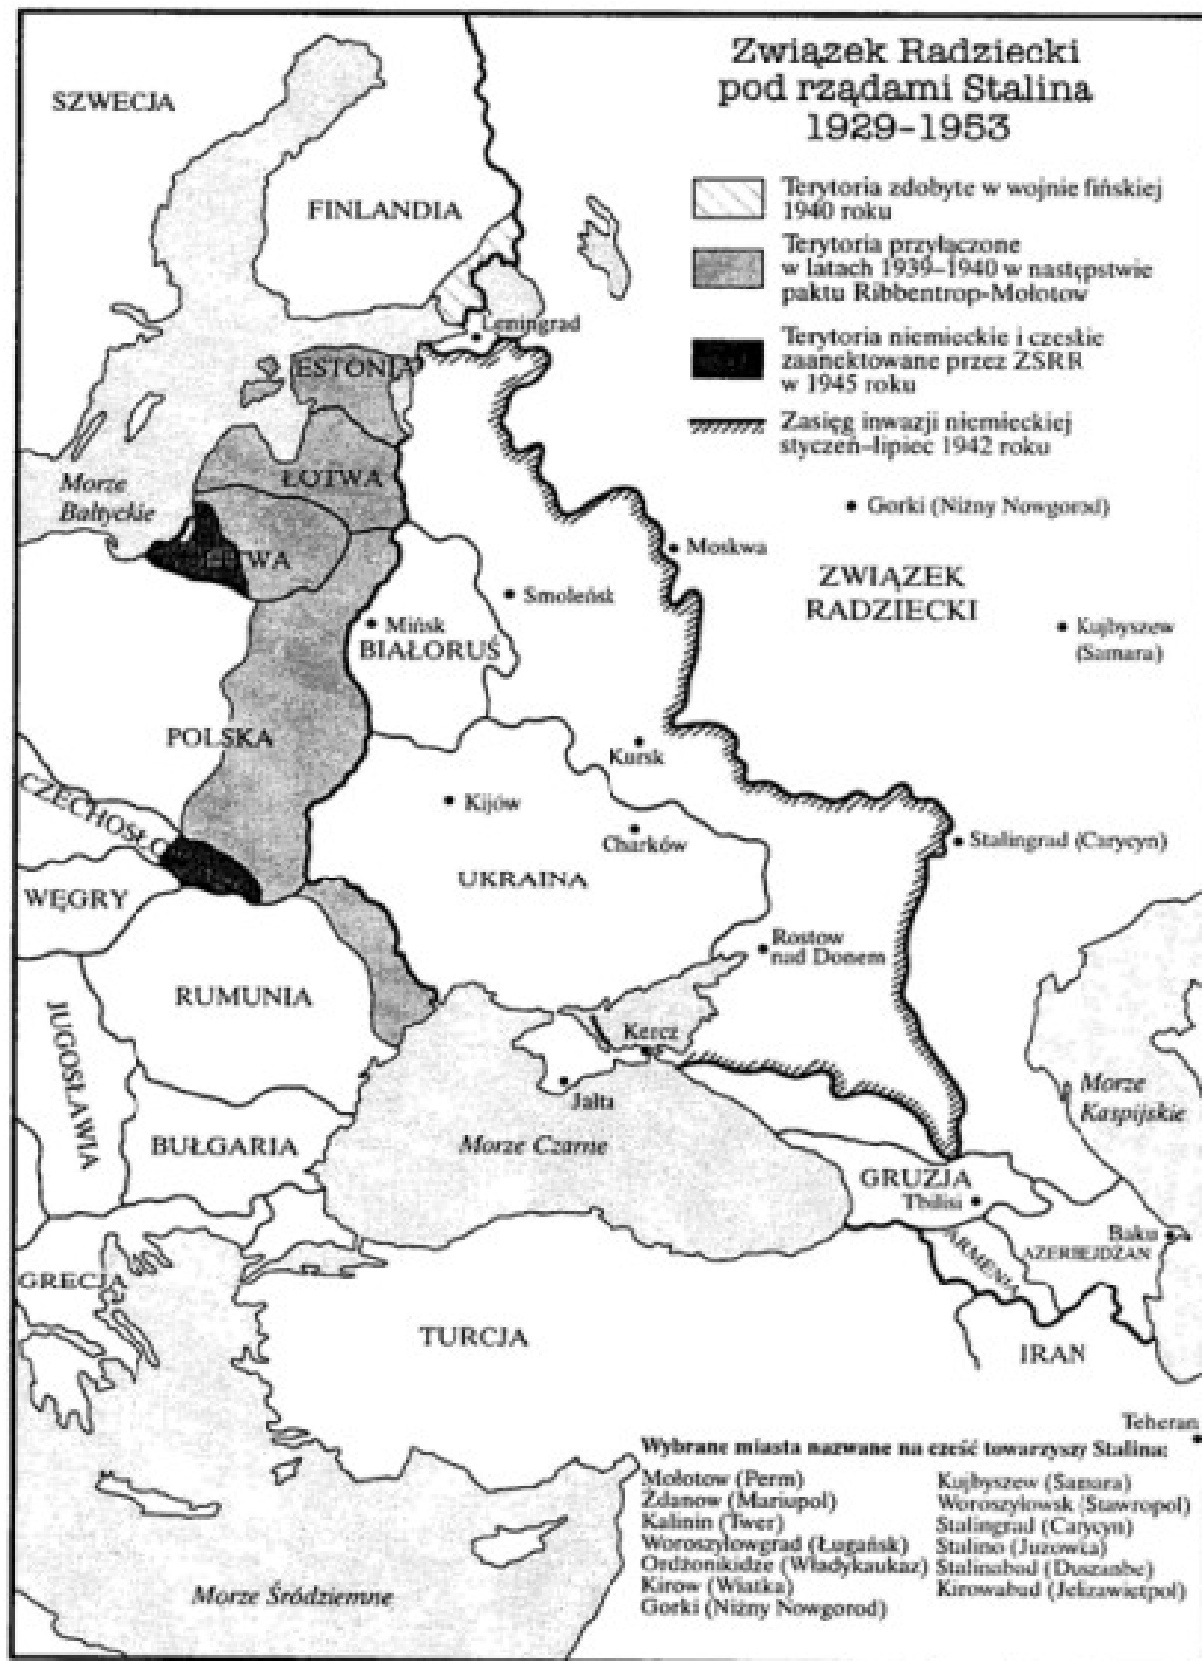 Związek Radziecki
pod rządami Stalina
1929–1953
Terytoria zdobyte w wojnie fińskiej
1940 roku
Terytoria przyłączone
w latach 1939–1940 w następstwie
paktu Ribbentrop-Mołotow
Terytoria niemieckie i czeskie
zaanektowane przez ZSRR
w 1945 roku
Zasięg inwazji niemieckiej
styczeń–lipiec 1942 roku
SZWECJA
FINLANDIA
Leningrad
ESTONIA
ŁOTWA
Morze
Bałtyckie
LITWA
Gorki (Niżny Nowgorod)
Moskwa
ZWIĄZEK
RADZIECKI
Smoleńsk
Mińsk
BIAŁORUŚ
Kujbyszew
(Samara)
POLSKA
Kursk
CZECHOSŁO
Kijów
Charków
Stalingrad (Carycyn)
WĘGRY
UKRAINA
Rostow
nad Donem
RUMUNIA
JUGOSŁAWIA
Kercz
Jałta
Morze
Kaspijskie
BUŁGARIA
Morze Czarne
GRUZJA
Tbilisi
Baku
ARMENIA
AZERBEJDŻAN
GRECJA
TURCJA
IRAN
Teheran
Morze Śródziemne
Wybrane miasta nazwane na cześć towarzyszy Stalina:
Mołotow (Perm)
Żdanow (Mariupol)
Kalinin (Twer)
Woroszyłowgrad (Ługańsk)
Ordżonikidze (Władykaukaz)
Kirow (Wiatka)
Gorki (Niżny Nowgorod)
Kujbyszew (Samara)
Woroszyłowsk (Stawropol)
Stalingrad (Carycyn)
Stalino (Juzowka)
Stalinabad (Duszanbe)
Kirowabad (Jelizawietpol)